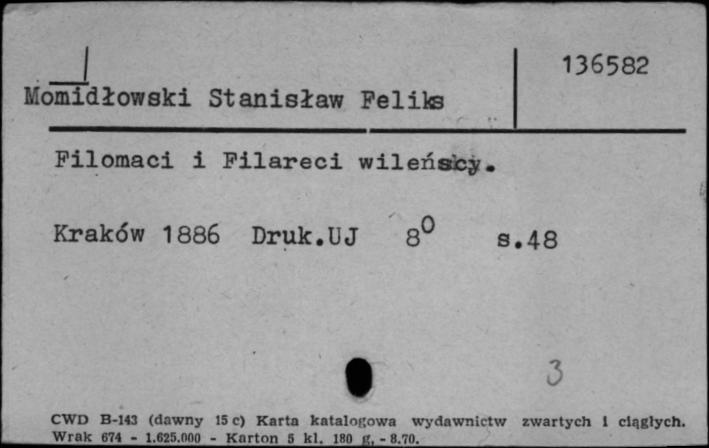 136582
Momidłowski Stanisław Feliks
Filomaci i Filareci wileńscy.
Kraków 1886 Druk.UJ 8⁰ s.48
3
CWD B-143 (dawny 15 c) Karta katalogowa wydawnictw zwartych i ciągłych.
Wrak 674 - 1.625.000 - Karton 5 kl. 180 g. - 8.70.